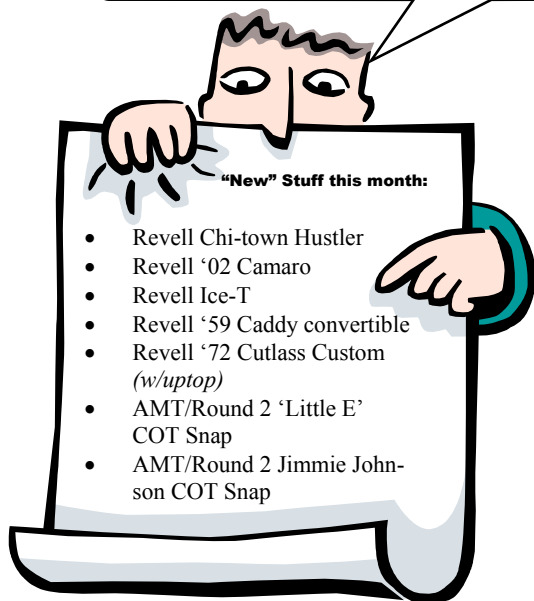 “New” Stuff this month:
• Revell Chi-town Hustler
• Revell ‘02 Camaro
• Revell Ice-T
• Revell ‘59 Caddy convertible
• Revell ‘72 Cutlass Custom
(w/uptop)
• AMT/Round 2 ‘Little E’
COT Snap
• AMT/Round 2 Jimmie John-
son COT Snap